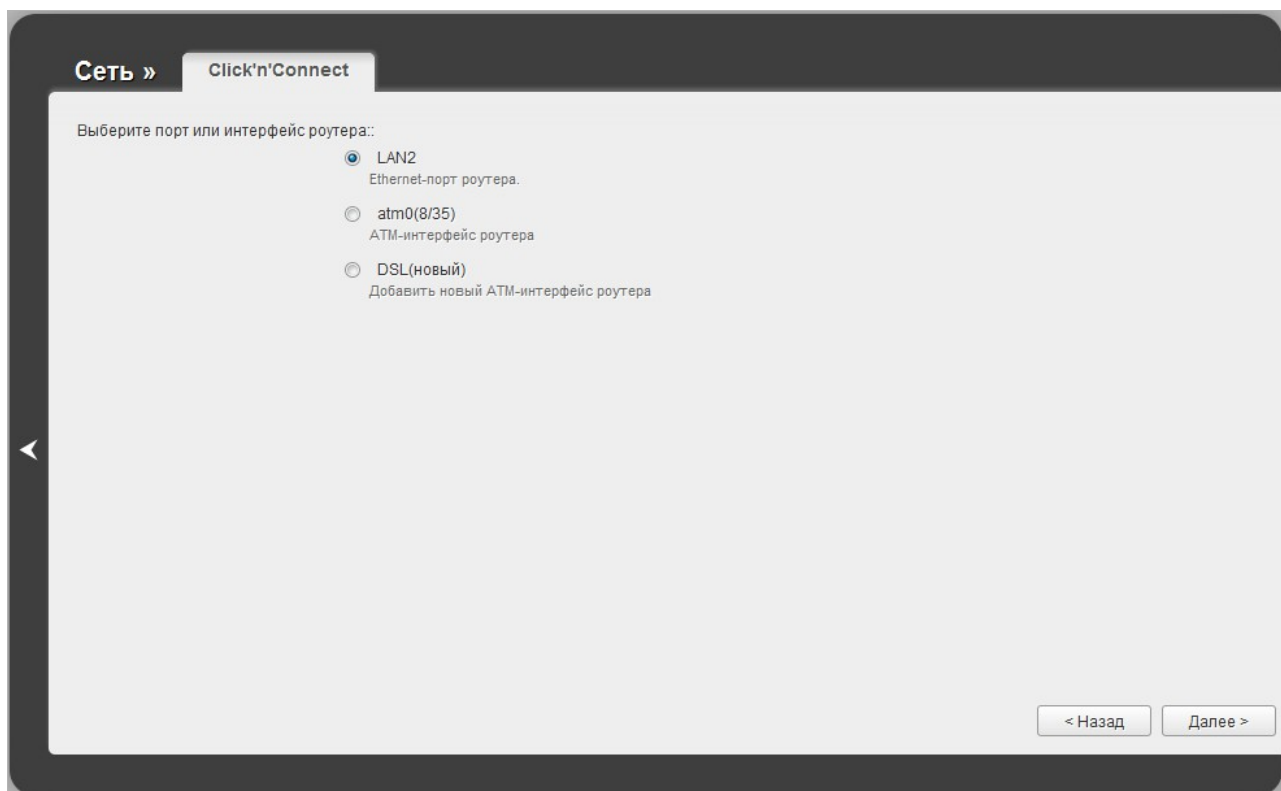 Сеть » Click'n'Connect
Выберите порт или интерфейс роутера::
LAN2
Ethernet-порт роутера.
atm0(8/35)
ATM-интерфейс роутера
DSL(новый)
Добавить новый ATM-интерфейс роутера
< Назад Далее >